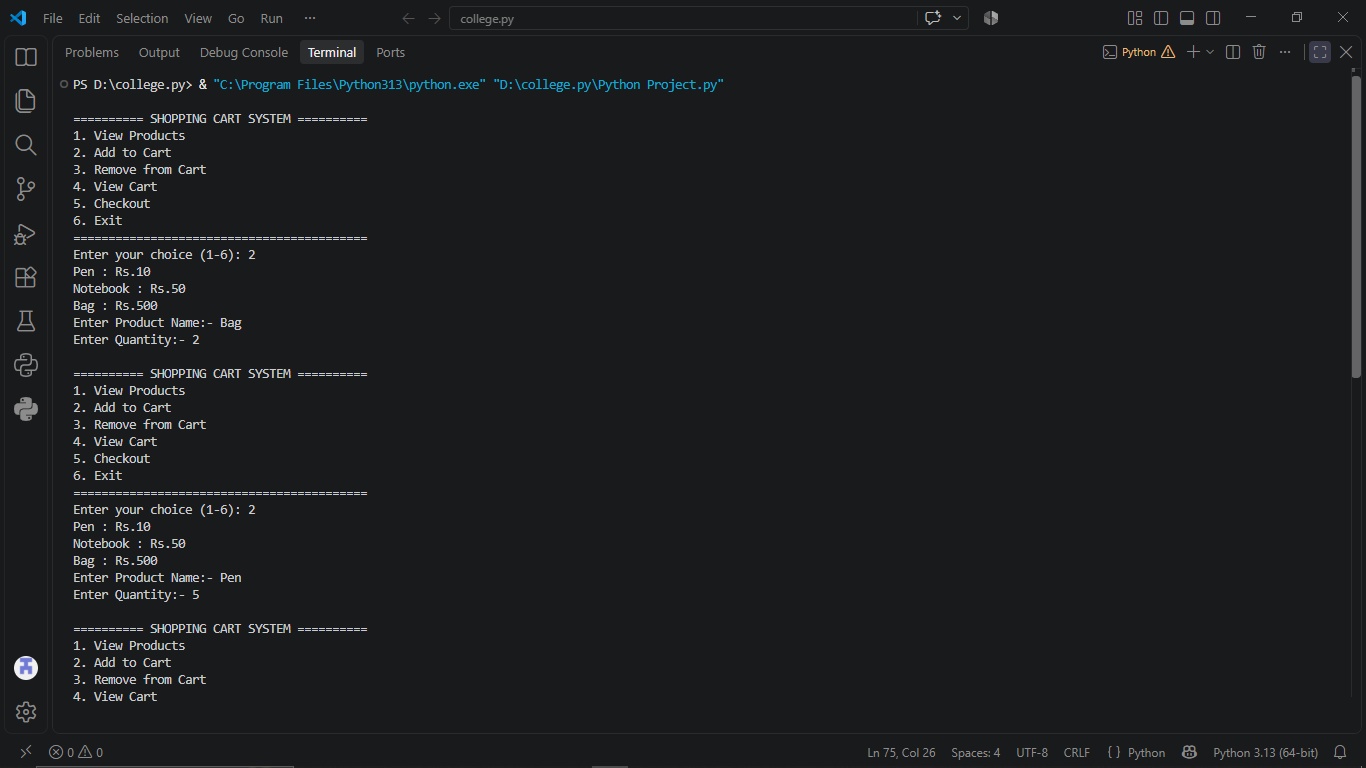 File Edit Selection View Go Run ··· college.py
Problems Output Debug Console Terminal Ports Python
PS D:\college.py> & "C:\Program Files\Python313\python.exe" "D:\college.py\Python Project.py"
========== SHOPPING CART SYSTEM ==========
1. View Products
2. Add to Cart
3. Remove from Cart
4. View Cart
5. Checkout
6. Exit
==========================================
Enter your choice (1-6): 2
Pen : Rs.10
Notebook : Rs.50
Bag : Rs.500
Enter Product Name:- Bag
Enter Quantity:- 2
========== SHOPPING CART SYSTEM ==========
1. View Products
2. Add to Cart
3. Remove from Cart
4. View Cart
5. Checkout
6. Exit
==========================================
Enter your choice (1-6): 2
Pen : Rs.10
Notebook : Rs.50
Bag : Rs.500
Enter Product Name:- Pen
Enter Quantity:- 5
========== SHOPPING CART SYSTEM ==========
1. View Products
2. Add to Cart
3. Remove from Cart
4. View Cart
0 0 Ln 75, Col 26 Spaces: 4 UTF-8 CRLF { } Python Python 3.13 (64-bit)